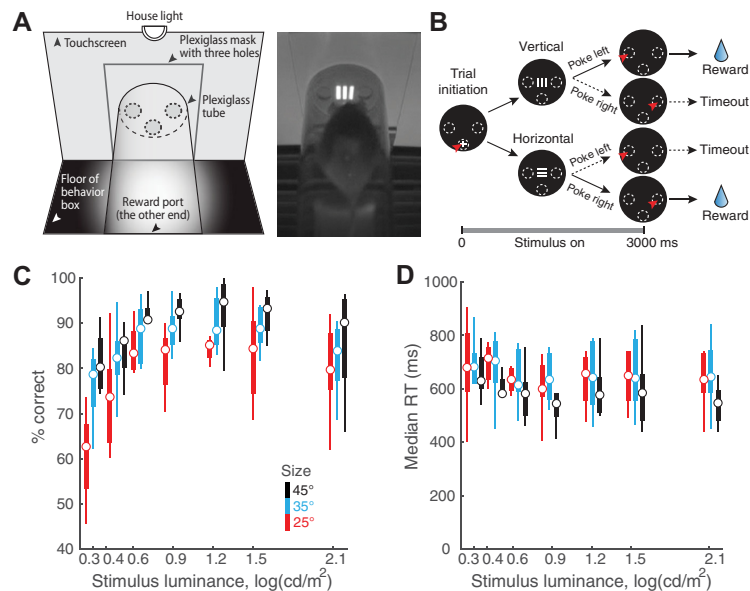 A
House light
Touchscreen
Plexiglass mask
with three holes
Plexiglass
tube
Floor of
behavior
box
Reward port
(the other end)
B
Trial
initiation
Vertical
Horizontal
Poke left
Poke right
Poke left
Poke right
Reward
Timeout
Timeout
Reward
0
Stimulus on
3000 ms
C
100
90
80
70
60
50
40
% correct
Size
45°
35°
25°
0.3
0.4
0.6
0.9
1.2
1.5
2.1
Stimulus luminance, log(cd/m²)
D
1000
800
600
400
200
0
Median RT (ms)
0.3
0.4
0.6
0.9
1.2
1.5
2.1
Stimulus luminance, log(cd/m²)